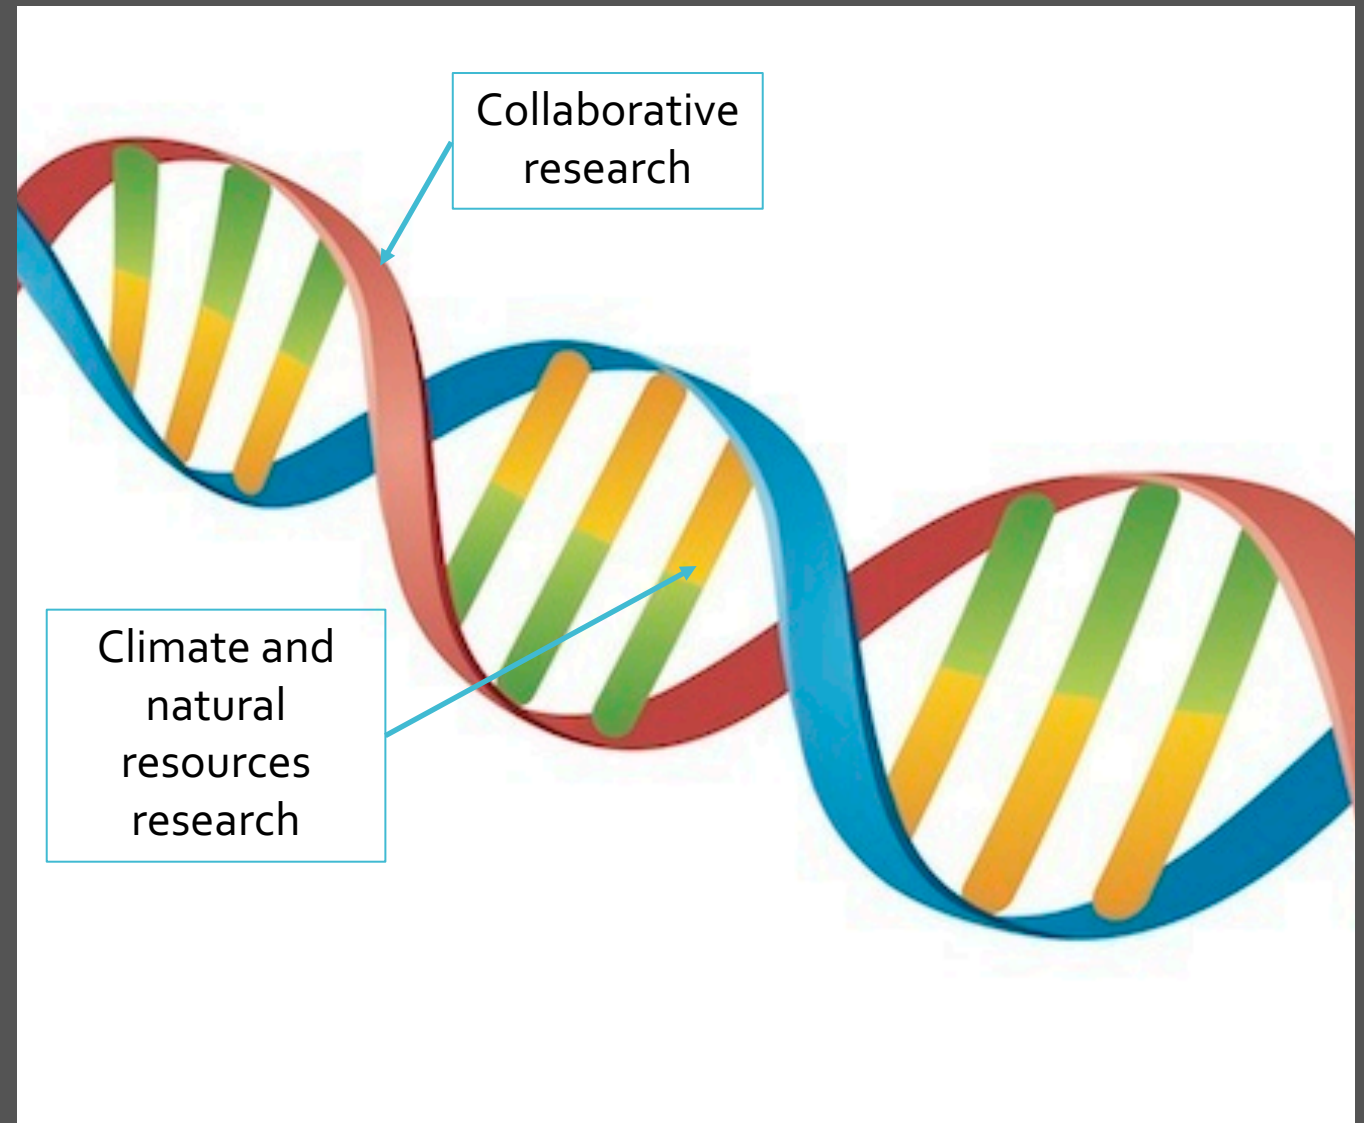 Collaborative
research
Climate and
natural
resources
research